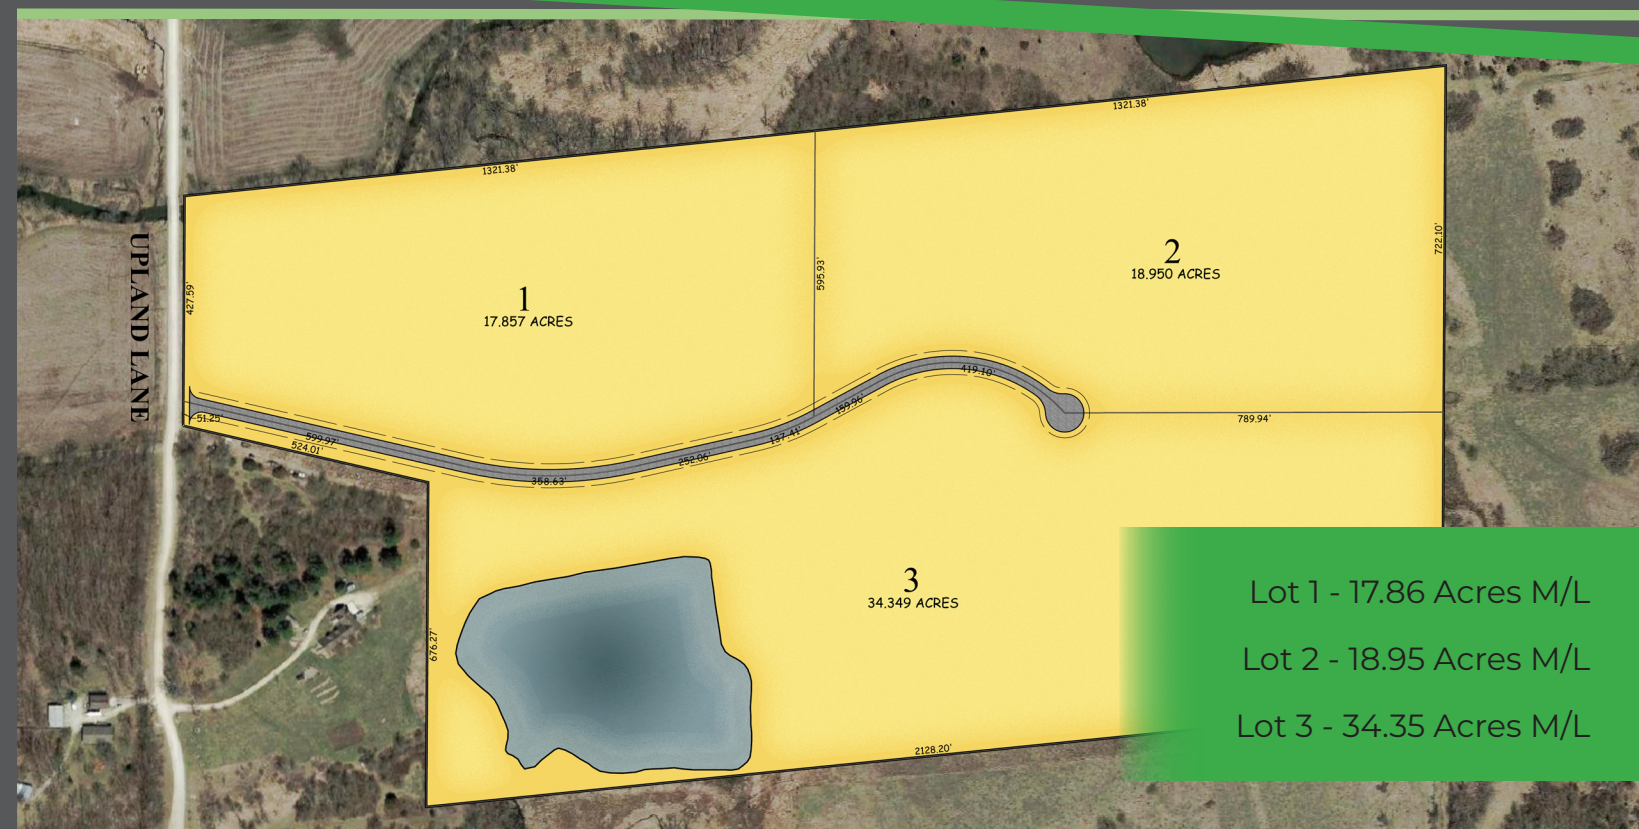 1321.38'
1321.38'
UPLAND LANE
427.59'
1
17.857 ACRES
595.93'
2
18.950 ACRES
722.10'
51.25'
599.97'
524.01'
358.63'
252.06'
137.41'
159.96'
419.10'
789.94'
3
34.349 ACRES
676.27'
2128.20'
Lot 1 - 17.86 Acres M/L
Lot 2 - 18.95 Acres M/L
Lot 3 - 34.35 Acres M/L